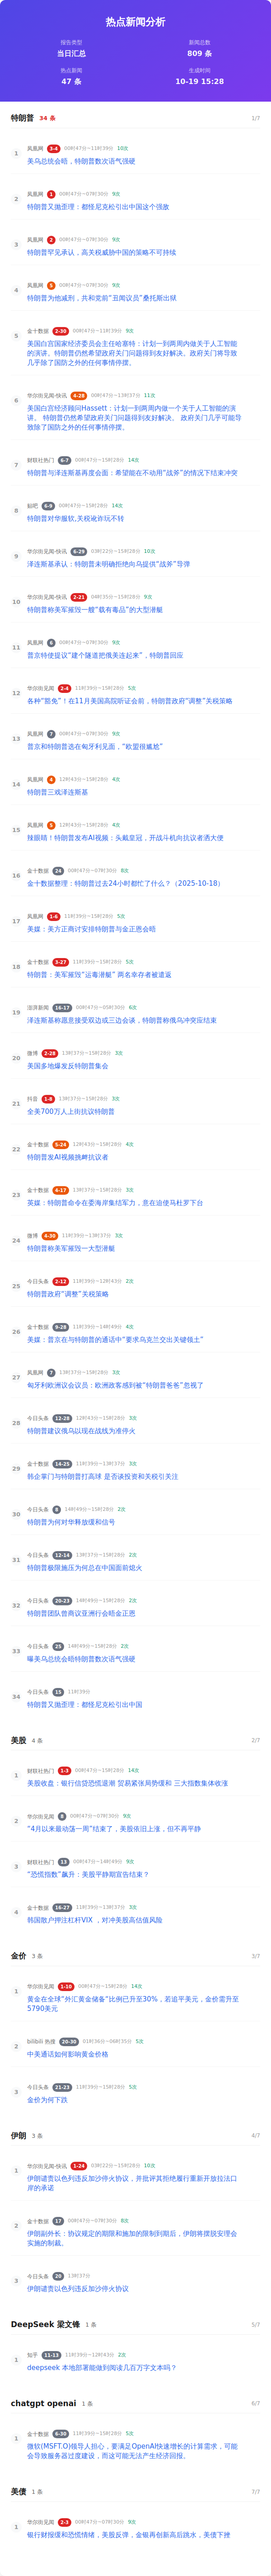 热点新闻分析
报告类型
新闻总数
当日汇总
809 条
热点新闻
生成时间
47 条
10-19 15:28
特朗普 34 条 1/7
1 凤凰网 3-4 00时47分~11时39分 10次
美乌总统会晤，特朗普数次语气强硬
2 凤凰网 1 00时47分~07时30分 9次
特朗普又抛歪理：都怪尼克松引出中国这个强敌
3 凤凰网 2 00时47分~07时30分 9次
特朗普罕见承认，高关税威胁中国的策略不可持续
4 凤凰网 5 00时47分~07时30分 9次
特朗普为他减刑，共和党前“丑闻议员”桑托斯出狱
5 金十数据 2-30 00时47分~11时39分 9次
美国白宫国家经济委员会主任哈塞特：计划一到两周内做关于人工智能
的演讲。特朗普仍然希望政府关门问题得到友好解决。政府关门将导致
几乎除了国防之外的任何事情停摆。
6 华尔街见闻-快讯 4-28 00时47分~13时37分 11次
美国白宫经济顾问Hassett：计划一到两周内做一个关于人工智能的演
讲。 特朗普仍然希望政府关门问题得到友好解决。 政府关门几乎可能导
致除了国防之外的任何事情停摆。
7 财联社热门 6-7 00时47分~15时28分 14次
特朗普与泽连斯基再度会面：希望能在不动用“战斧”的情况下结束冲突
8 贴吧 6-9 00时47分~15时28分 14次
特朗普对华服软,关税讹诈玩不转
9 华尔街见闻-快讯 6-29 03时22分~15时28分 10次
泽连斯基承认：特朗普未明确拒绝向乌提供“战斧”导弹
10 华尔街见闻-快讯 2-21 04时35分~15时28分 9次
特朗普称美军摧毁一艘“载有毒品”的大型潜艇
11 凤凰网 6 00时47分~07时30分 9次
普京特使提议“建个隧道把俄美连起来”，特朗普回应
12 华尔街见闻 2-4 11时39分~15时28分 5次
各种“豁免”！在11月美国高院听证会前，特朗普政府“调整”关税策略
13 凤凰网 7 00时47分~07时30分 9次
普京和特朗普选在匈牙利见面，“欧盟很尴尬”
14 凤凰网 4 12时43分~15时28分 4次
特朗普三戏泽连斯基
15 凤凰网 5 12时43分~15时28分 4次
辣眼睛！特朗普发布AI视频：头戴皇冠，开战斗机向抗议者洒大便
16 金十数据 24 00时47分~07时30分 8次
金十数据整理：特朗普过去24小时都忙了什么？（2025-10-18）
17 凤凰网 1-6 11时39分~15时28分 5次
美媒：美方正商讨安排特朗普与金正恩会晤
18 金十数据 3-27 11时39分~15时28分 5次
特朗普：美军摧毁“运毒潜艇” 两名幸存者被遣返
19 澎湃新闻 16-17 00时47分~05时30分 6次
泽连斯基称愿意接受双边或三边会谈，特朗普称俄乌冲突应结束
20 微博 2-28 13时37分~15时28分 3次
美国多地爆发反特朗普集会
21 抖音 1-8 13时37分~15时28分 3次
全美700万人上街抗议特朗普
22 金十数据 5-24 12时43分~15时28分 4次
特朗普发AI视频挑衅抗议者
23 金十数据 4-17 13时37分~15时28分 3次
英媒：特朗普命令在委海岸集结军力，意在迫使马杜罗下台
24 微博 4-30 11时39分~13时37分 3次
特朗普称美军摧毁一大型潜艇
25 今日头条 2-12 11时39分~12时43分 2次
特朗普政府“调整”关税策略
26 金十数据 9-28 11时39分~14时49分 4次
美媒：普京在与特朗普的通话中“要求乌克兰交出关键领土”
27 凤凰网 7 13时37分~15时28分 3次
匈牙利欧洲议会议员：欧洲政客感到被“特朗普爸爸”忽视了
28 今日头条 12-28 12时43分~15时28分 3次
特朗普建议俄乌以现在战线为准停火
29 金十数据 14-25 11时39分~13时37分 3次
韩企掌门与特朗普打高球 是否谈投资和关税引关注
30 今日头条 8 14时49分~15时28分 2次
特朗普为何对华释放缓和信号
31 今日头条 12-14 13时37分~15时28分 2次
特朗普极限施压为何总在中国面前熄火
32 今日头条 20-23 14时49分~15时28分 2次
特朗普团队曾商议亚洲行会晤金正恩
33 今日头条 25 14时49分~15时28分 2次
曝美乌总统会晤特朗普数次语气强硬
34 今日头条 15 11时39分
特朗普又抛歪理：都怪尼克松引出中国
美股 4 条 2/7
1 财联社热门 1-3 00时47分~15时28分 14次
美股收盘：银行信贷恐慌退潮 贸易紧张局势缓和 三大指数集体收涨
2 华尔街见闻 6 00时47分~07时30分 9次
“4月以来最动荡一周”结束了，美股依旧上涨，但不再平静
3 财联社热门 13 00时47分~14时49分 9次
“恐慌指数”飙升：美股平静期宣告结束？
4 金十数据 16-27 11时39分~13时37分 3次
韩国散户押注杠杆VIX ，对冲美股高估值风险
金价 3 条 3/7
1 华尔街见闻 1-10 00时47分~15时28分 14次
黄金在全球“外汇黄金储备”比例已升至30%，若追平美元，金价需升至
5790美元
2 bilibili 热搜 20-30 01时36分~06时35分 5次
中美通话如何影响黄金价格
3 今日头条 21-23 11时39分~15时28分 5次
金价为何下跌
伊朗 3 条 4/7
1 华尔街见闻-快讯 1-24 03时22分~15时28分 10次
伊朗谴责以色列违反加沙停火协议，并批评其拒绝履行重新开放拉法口
岸的承诺
2 金十数据 17 00时47分~07时30分 8次
伊朗副外长：协议规定的期限和施加的限制到期后，伊朗将摆脱安理会
实施的制裁。
3 今日头条 20 13时37分
伊朗谴责以色列违反加沙停火协议
DeepSeek 梁文锋 1 条 5/7
1 知乎 11-13 11时39分~12时43分 2次
deepseek 本地部署能做到阅读几百万字文本吗？
chatgpt openai 1 条 6/7
1 金十数据 6-30 11时39分~15时28分 5次
微软(MSFT.O)领导人担心，要满足OpenAI快速增长的计算需求，可能
会导致服务器过度建设，而这可能无法产生经济回报。
美债 1 条 7/7
1 华尔街见闻 2-3 00时47分~07时30分 9次
银行财报缓和恐慌情绪，美股反弹，金银再创新高后跳水，美债下挫